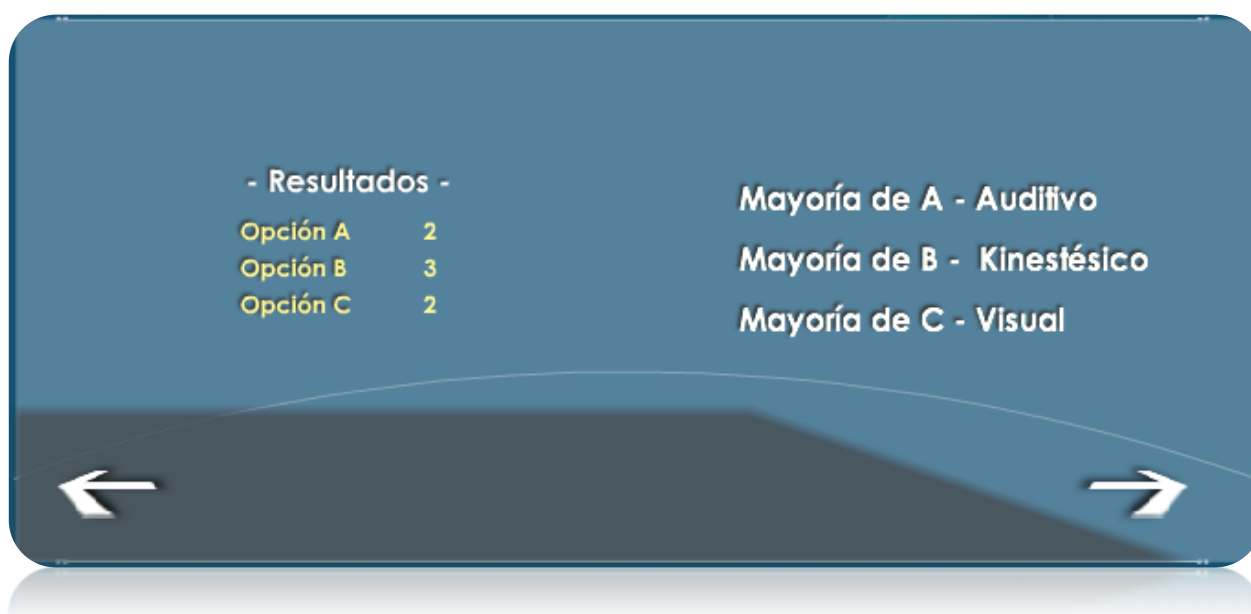 - Resultados -
Opción A 2
Opción B 3
Opción C 2
Mayoría de A - Auditivo
Mayoría de B - Kinestésico
Mayoría de C - Visual